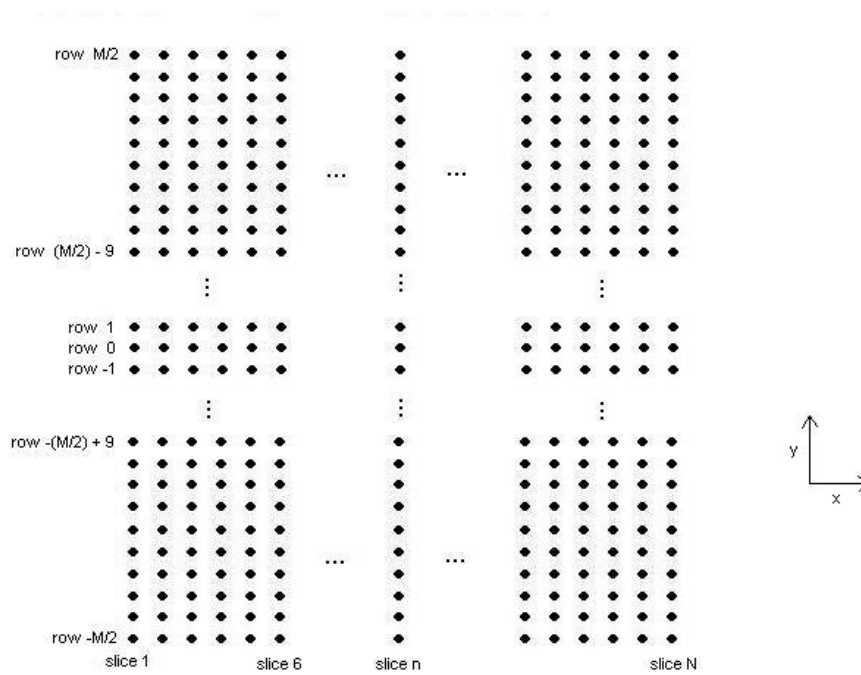 row M/2
row (M/2) - 9
row 1
row 0
row -1
row -(M/2) + 9
row -M/2
slice 1 slice 6 slice n slice N
y
x